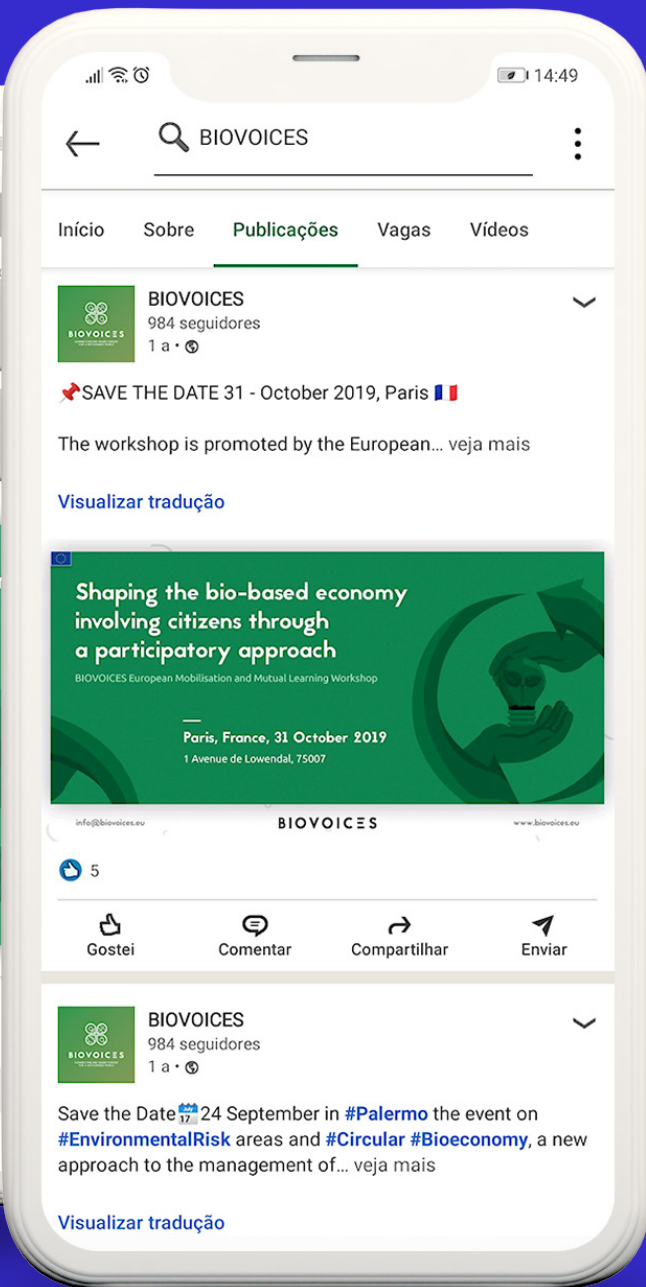 14:49
BIOVOICES
Início Sobre Publicações Vagas Vídeos
BIOVOICES
BIOVOICES
984 seguidores
1 a •
📌SAVE THE DATE 31 - October 2019, Paris 🇫🇷
The workshop is promoted by the European... veja mais
Visualizar tradução
Shaping the bio-based economy
involving citizens through
a participatory approach
BIOVOICES European Mobilisation and Mutual Learning Workshop
Paris, France, 31 October 2019
1 Avenue de Lowendal, 75007
info@biovoices.eu BIOVOICES www.biovoices.eu
5
Gostei Comentar Compartilhar Enviar
BIOVOICES
BIOVOICES
984 seguidores
1 a •
Save the Date📅24 September in #Palermo the event on
#EnvironmentalRisk areas and #Circular #Bioeconomy, a new
approach to the management of... veja mais
Visualizar tradução